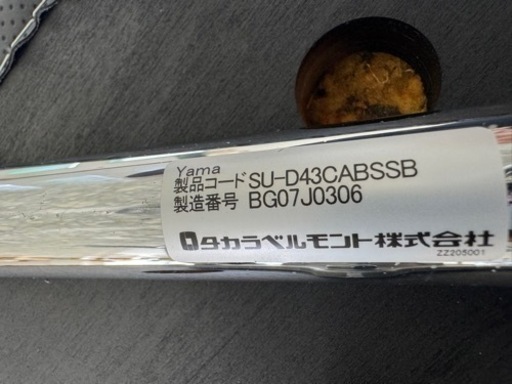 Yama
製品コード SU-D43CABSSB
製造番号 BG07J0306
タカラベルモント株式会社
ZZ205001